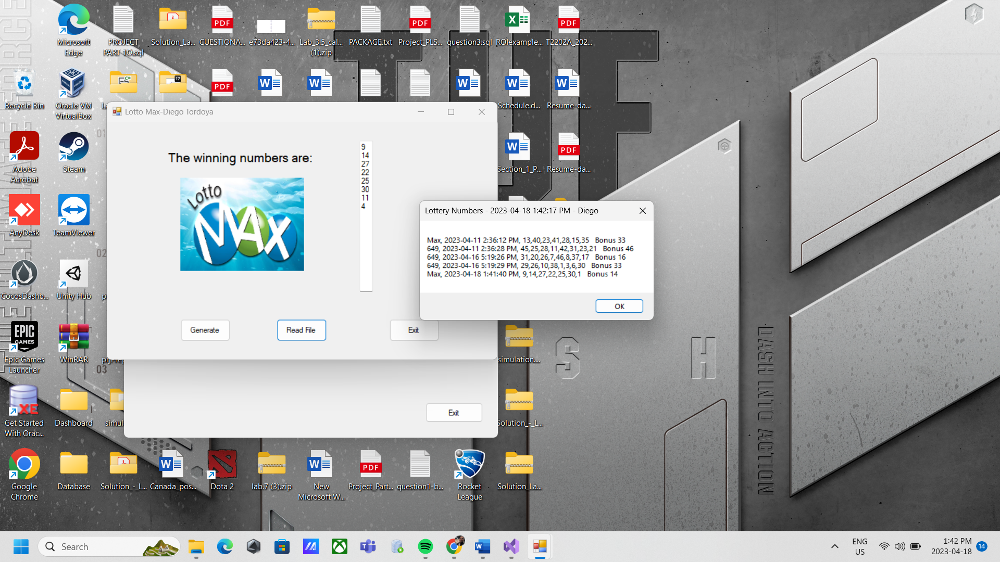 Microsoft
Edge
PROJECT
PART 1O.sql
Solution_La...
CUESTIONA...
e73da423-4...
Lab_3.5_cal...
(1).zip
PACKAGE.txt
Project_PLS...
question3.sql
ROIexample...
T2202A_202...
Recycle Bin
Oracle VM
VirtualBox
Schedule.d...
Resume-da...
Adobe
Acrobat
Steam
Section_1_P...
Resume-da...
AnyDesk
TeamViewer
CocosDashb...
Unity Hub
Epic Games
Launcher
WinRAR
simulation....
Get Started
With Orac...
Dashboard
simul
Solution_-_L...
Google
Chrome
Database
Solution_-_L...
Canada_pos...
Dota 2
lab.7 (3).zip
New
Microsoft W...
Project_Part...
question1-b...
Rocket
League
Solution_La...
Lotto Max-Diego Tordoya
The winning numbers are:
Lotto
MAX
9
14
27
22
25
30
11
4
Generate
Read File
Exit
Exit
Lottery Numbers - 2023-04-18 1:42:17 PM - Diego
Max, 2023-04-11 2:36:12 PM, 13,40,23,41,28,15,35 Bonus 33
649, 2023-04-11 2:36:28 PM, 45,25,28,11,42,31,23,21 Bonus 46
649, 2023-04-16 5:19:26 PM, 31,20,26,7,46,8,37,17 Bonus 16
649, 2023-04-16 5:19:29 PM, 29,26,10,38,1,3,6,30 Bonus 33
Max, 2023-04-18 1:41:40 PM, 9,14,27,22,25,30,1 Bonus 14
OK
01
02
03
S H
DASH INTO ACTION
Search
ENG
US
1:42 PM
2023-04-18
14